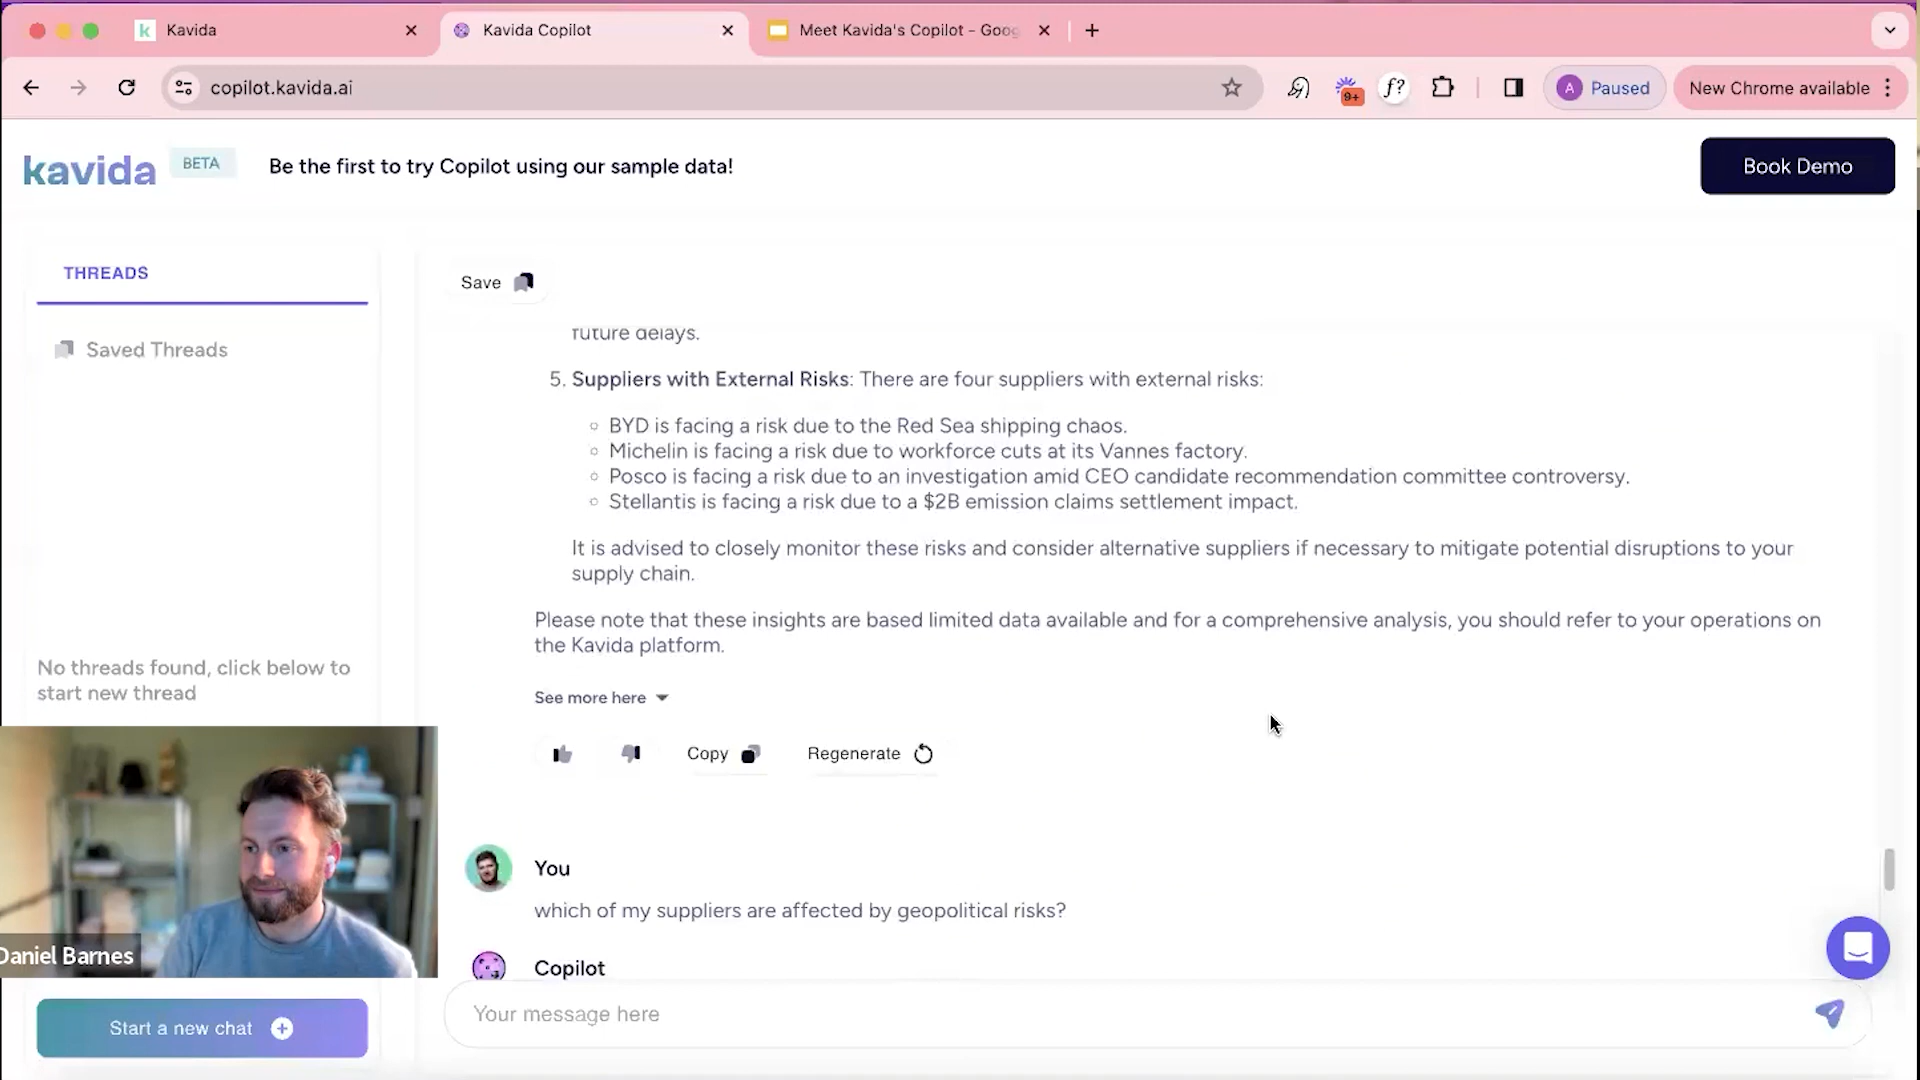 Kavida
Kavida Copilot
Meet Kavida's Copilot - Goog
copilot.kavida.ai
9+
f?
A
Paused
New Chrome available
kavida
BETA
Be the first to try Copilot using our sample data!
Book Demo
THREADS
Saved Threads
No threads found, click below to
start new thread
Save
future delays.
5. Suppliers with External Risks: There are four suppliers with external risks:
BYD is facing a risk due to the Red Sea shipping chaos.
Michelin is facing a risk due to workforce cuts at its Vannes factory.
Posco is facing a risk due to an investigation amid CEO candidate recommendation committee controversy.
Stellantis is facing a risk due to a $2B emission claims settlement impact.
It is advised to closely monitor these risks and consider alternative suppliers if necessary to mitigate potential disruptions to your
supply chain.
Please note that these insights are based limited data available and for a comprehensive analysis, you should refer to your operations on
the Kavida platform.
See more here
Copy
Regenerate
You
which of my suppliers are affected by geopolitical risks?
Copilot
Daniel Barnes
Start a new chat
Your message here